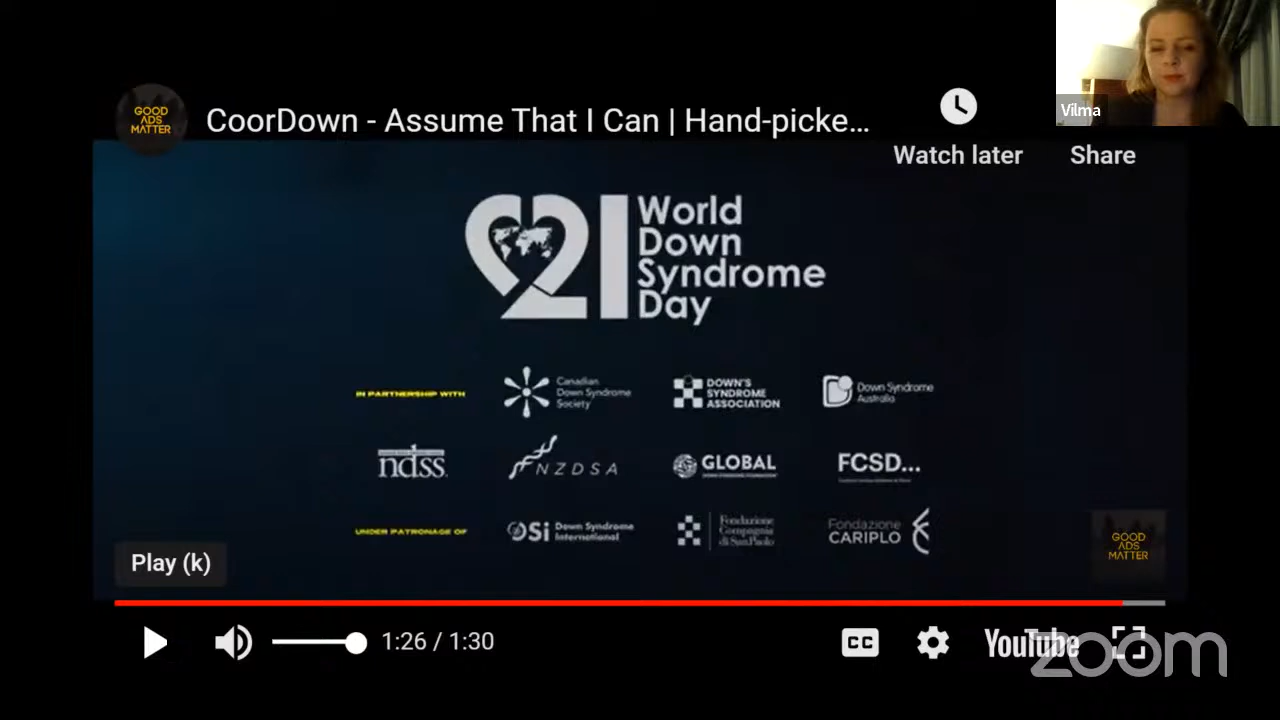 Vilma
GOOD
ADS
MATTER
CoorDown - Assume That I Can | Hand-picke...
Watch later
Share
21
World
Down
Syndrome
Day
IN PARTNERSHIP WITH
Canadian
Down Syndrome
Society
DOWN'S
SYNDROME
ASSOCIATION
Down Syndrome
Australia
ndss
NZDSA
GLOBAL
FCSD...
UNDER PATRONAGE OF
DSi Down Syndrome
International
Fondazione
Compagnia
di San Paolo
Fondazione
CARIPLO
GOOD
ADS
MATTER
Play (k)
1:26 / 1:30
CC
YouTube
zoom